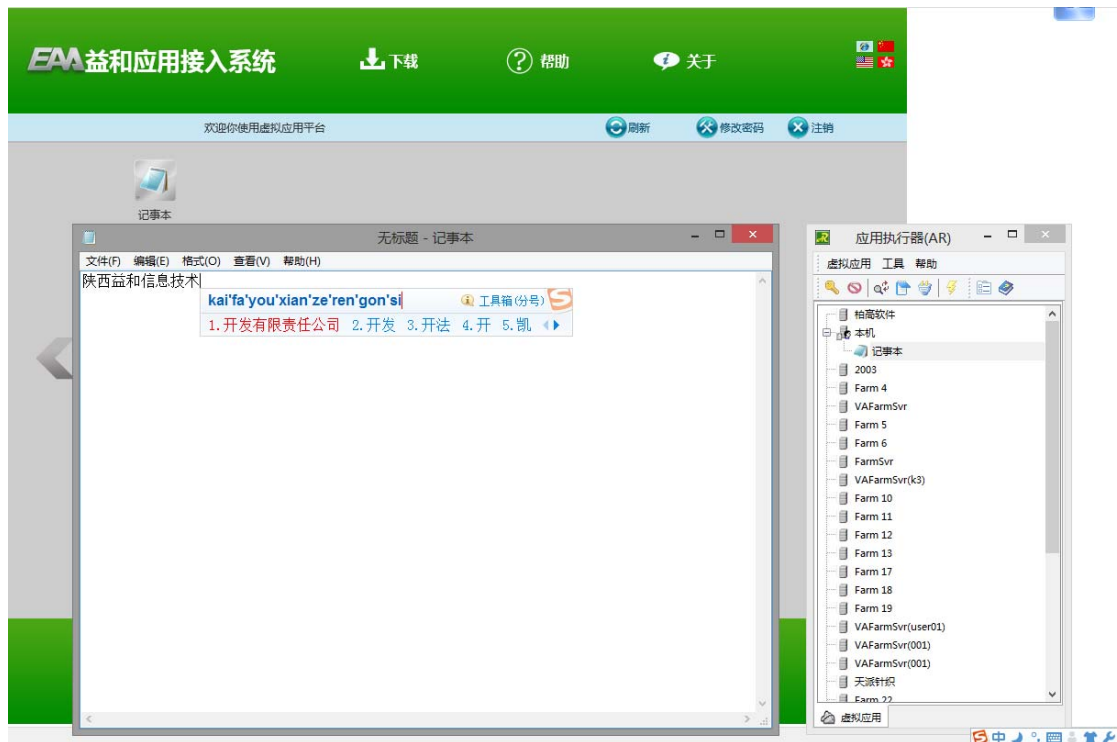 EAA益和应用接入系统
下载
帮助
关于
欢迎你使用虚拟应用平台
刷新
修改密码
注销
记事本
无标题 - 记事本
文件(F) 编辑(E) 格式(O) 查看(V) 帮助(H)
陕西益和信息技术
kai'fa'you'xian'ze'ren'gon'si
工具箱(分号)
1.开发有限责任公司 2.开发 3.开法 4.开 5.凯
应用执行器(AR)
虚拟应用 工具 帮助
柏高软件
本机
记事本
2003
Farm 4
VAFarmSvr
Farm 5
Farm 6
FarmSvr
VAFarmSvr(k3)
Farm 10
Farm 11
Farm 12
Farm 13
Farm 17
Farm 18
Farm 19
VAFarmSvr(user01)
VAFarmSvr(001)
VAFarmSvr(001)
天派针织
Farm 22
虚拟应用
中